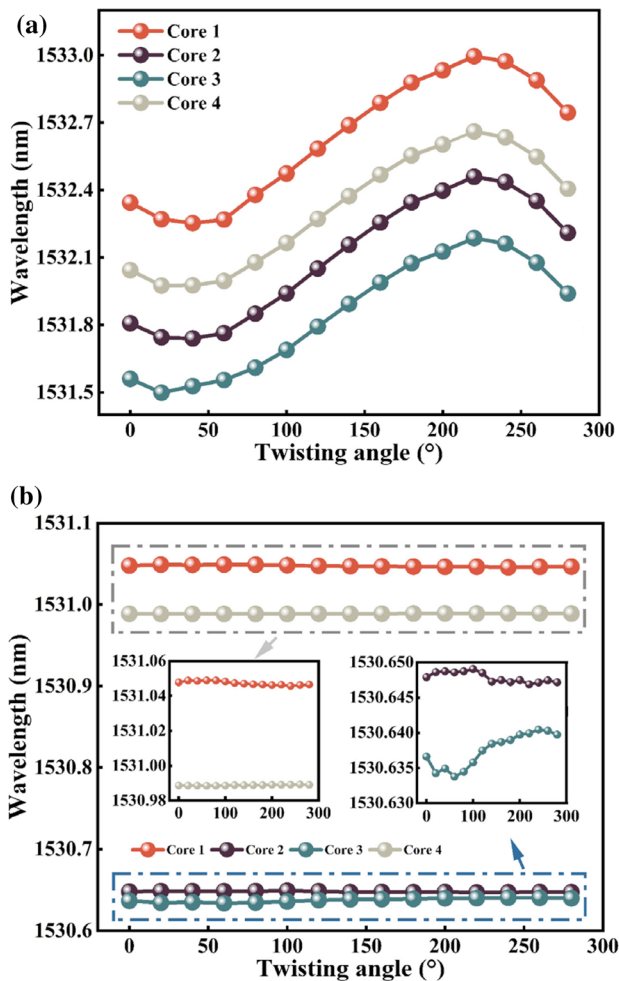 (a)
Core 1
Core 2
Core 3
Core 4
1533.0
1532.7
1532.4
1532.1
1531.8
1531.5
Wavelength (nm)
0 50 100 150 200 250 300
Twisting angle (°)
(b)
1531.1
1531.0
1530.9
1530.8
1530.7
1530.6
Wavelength (nm)
1531.06
1531.04
1530.99
1530.98
0 100 200 300
1530.650
1530.645
1530.640
1530.635
1530.630
0 100 200 300
Core 1 Core 2 Core 3 Core 4
0 50 100 150 200 250 300
Twisting angle (°)